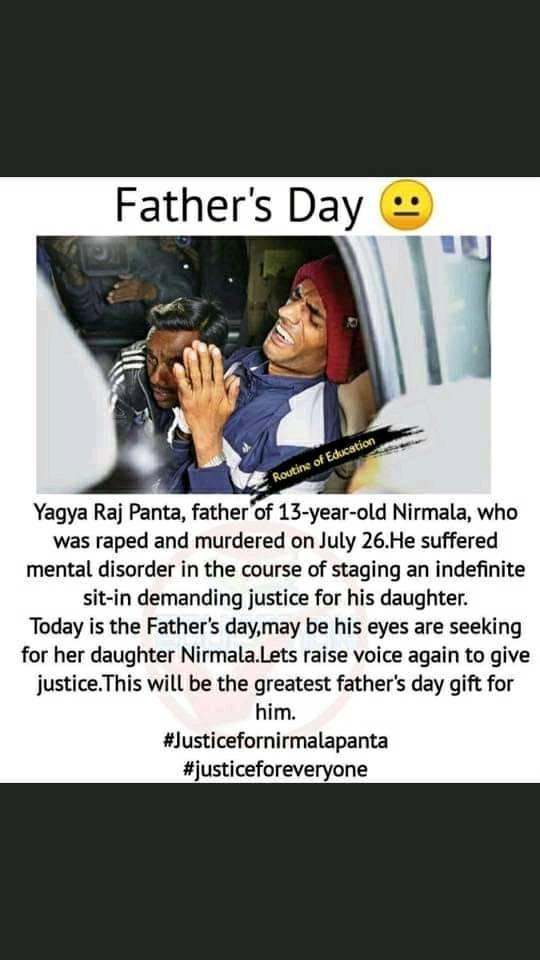 Father's Day 😐
Routine of Education
Yagya Raj Panta, father of 13-year-old Nirmala, who
was raped and murdered on July 26.He suffered
mental disorder in the course of staging an indefinite
sit-in demanding justice for his daughter.
Today is the Father's day,may be his eyes are seeking
for her daughter Nirmala.Lets raise voice again to give
justice.This will be the greatest father's day gift for
him.
#Justicefornirmalapanta
#justiceforeveryone